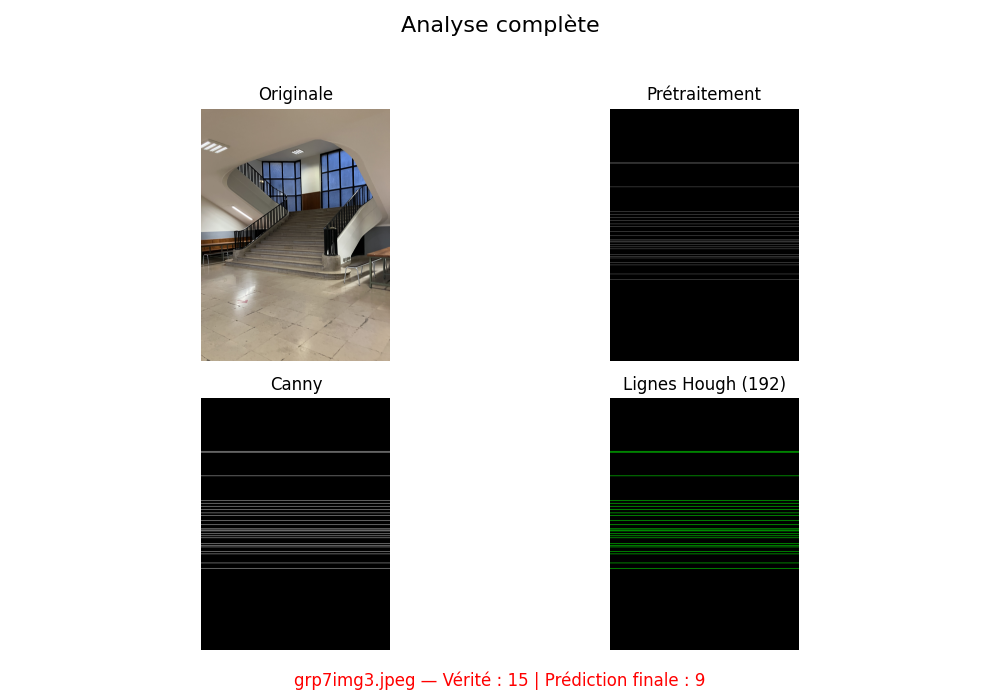 Analyse complète
Originale
Prétraitement
Canny
Lignes Hough (192)
grp7img3.jpeg — Vérité : 15 | Prédiction finale : 9